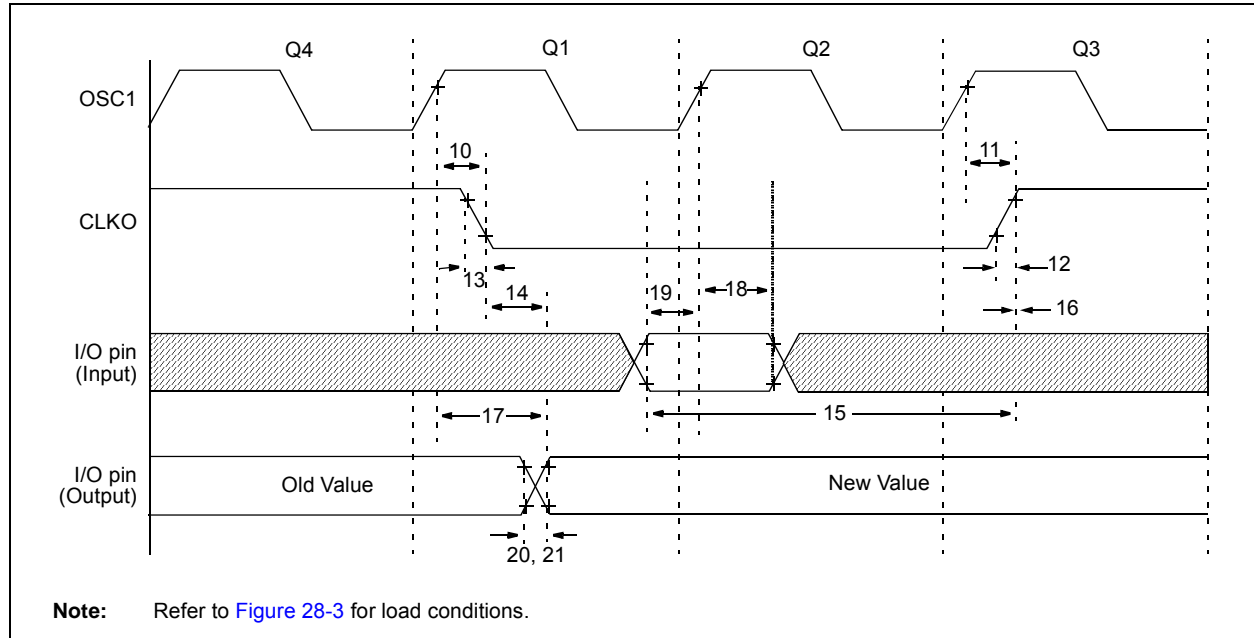 Q4 Q1 Q2 Q3
OSC1
10 11
CLKO
13 12
14 19 18 16
I/O pin
(Input)
17 15
I/O pin
(Output)
Old Value New Value
20, 21
Note: Refer to Figure 28-3 for load conditions.